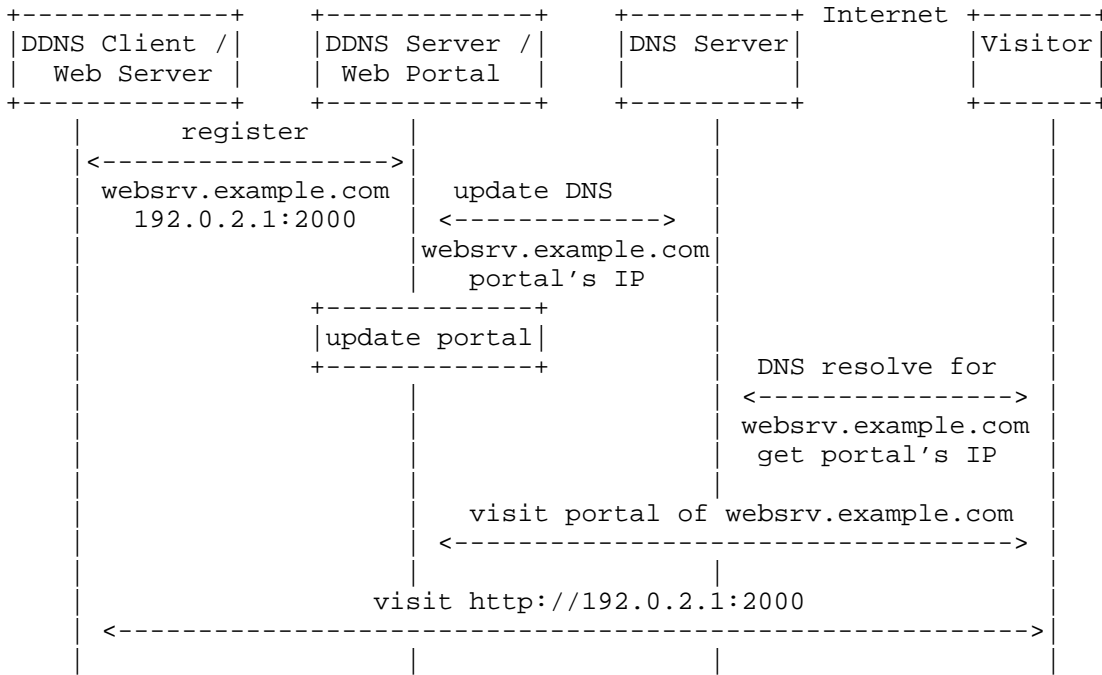 Internet
DDNS Client / DDNS Server / DNS Server Visitor
Web Server Web Portal
register
websrv.example.com update DNS
192.0.2.1:2000
websrv.example.com
portal's IP
update portal
DNS resolve for
websrv.example.com
get portal's IP
visit portal of websrv.example.com
visit http://192.0.2.1:2000